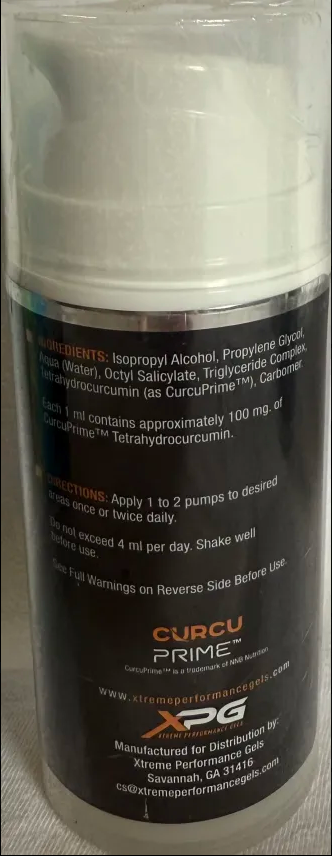 INGREDIENTS: Isopropyl Alcohol, Propylene Glycol,
Aqua (Water), Octyl Salicylate, Triglyceride Complex,
Tetrahydrocurcumin (as CurcuPrime™), Carbomer.
Each 1 ml contains approximately 100 mg. of
CurcuPrime™ Tetrahydrocurcumin.
DIRECTIONS: Apply 1 to 2 pumps to desired
areas once or twice daily.
Do not exceed 4 ml per day. Shake well
before use.
See Full Warnings on Reverse Side Before Use.
CURCU
PRIME™
CurcuPrime™ is a trademark of NNB Nutrition
www.xtremeperformancegels.com
XPG
XTREME PERFORMANCE GELS
Manufactured for Distribution by:
Xtreme Performance Gels
Savannah, GA 31416
cs@xtremeperformancegels.com